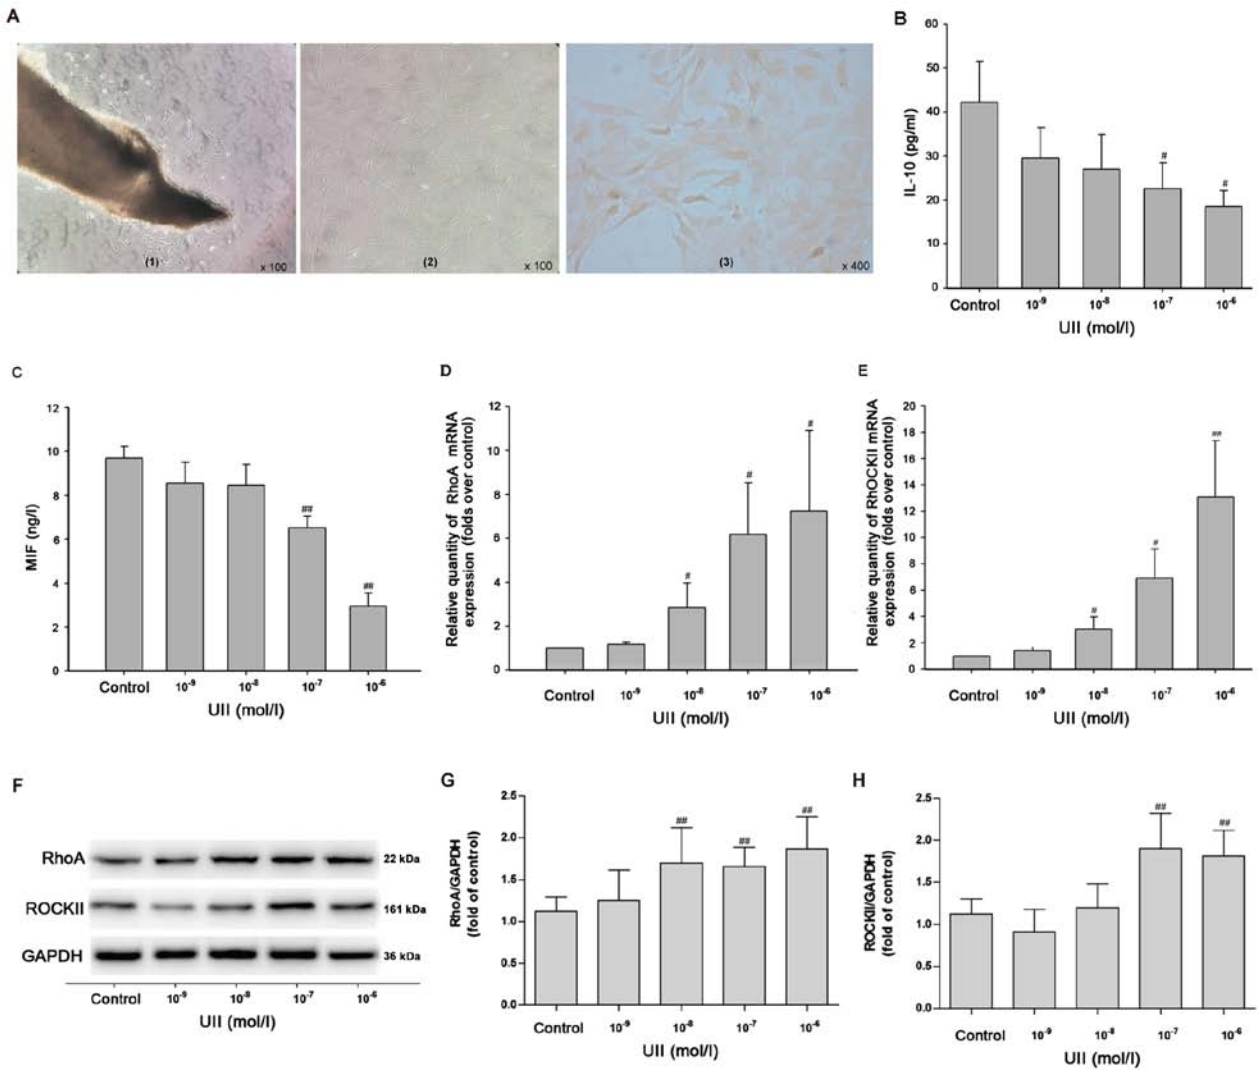 A
(1)
x 100
(2)
x 100
(3)
x 400
B
IL-10 (pg/ml)
60
50
40
30
20
10
0
Control 10-9 10-8 10-7 10-6
# #
UII (mol/l)
C
MIF (ng/l)
12
10
8
6
4
2
0
## ##
Control 10-9 10-8 10-7 10-6
UII (mol/l)
D
Relative quantity of RhoA mRNA
expression (folds over control)
12
10
8
6
4
2
0
# # #
Control 10-9 10-8 10-7 10-6
UII (mol/l)
E
Relative quantity of RhOCKII mRNA
expression (folds over control)
20
18
16
14
12
10
8
6
4
2
0
# # ##
Control 10-9 10-8 10-7 10-6
UII (mol/l)
F
RhoA 22 kDa
ROCKII 161 kDa
GAPDH 36 kDa
Control 10-9 10-8 10-7 10-6
UII (mol/l)
G
RhoA/GAPDH
(fold of control)
2.5
2.0
1.5
1.0
0.5
0.0
## ## ##
Control 10-9 10-8 10-7 10-6
UII (mol/l)
H
ROCKII/GAPDH
(fold of control)
2.5
2.0
1.5
1.0
0.5
0.0
## ##
Control 10-9 10-8 10-7 10-6
UII (mol/l)